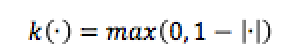 k(·) = max(0, 1 − |·|)